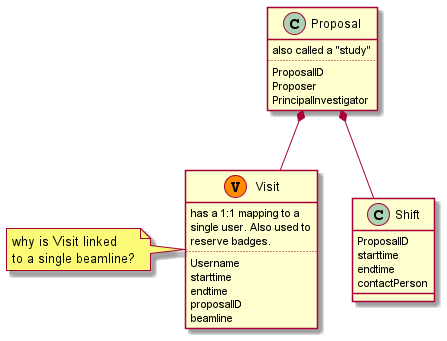 C Proposal
also called a "study"
ProposalID
Proposer
PrincipalInvestigator
V Visit
has a 1:1 mapping to a
single user. Also used to
reserve badges.
Username
starttime
endtime
proposalID
beamline
why is Visit linked
to a single beamline?
C Shift
ProposalID
starttime
endtime
contactPerson